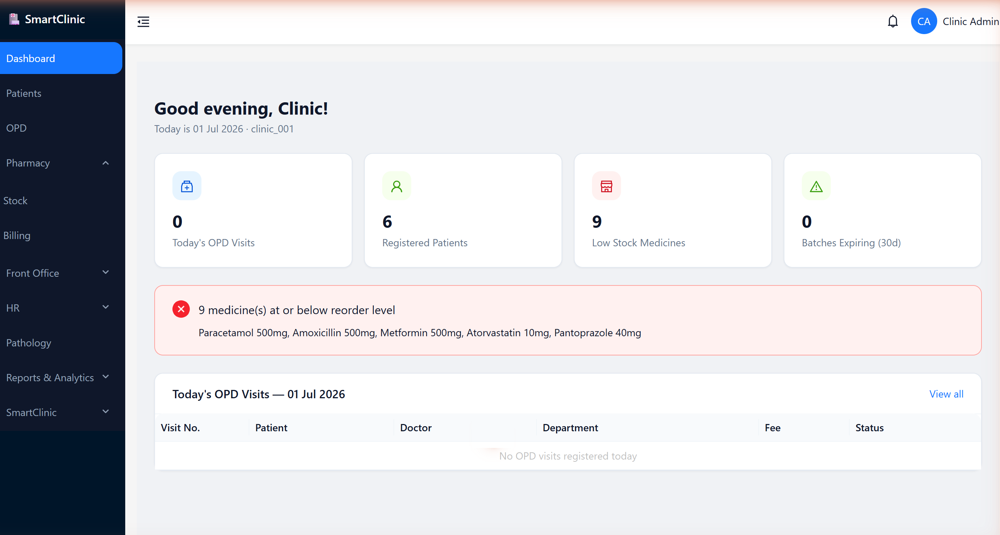 SmartClinic
Dashboard
Patients
OPD
Pharmacy
Stock
Billing
Front Office
HR
Pathology
Reports & Analytics
SmartClinic
CA
Clinic Admin
Good evening, Clinic!
Today is 01 Jul 2026 · clinic_001
0
Today's OPD Visits
6
Registered Patients
9
Low Stock Medicines
0
Batches Expiring (30d)
9 medicine(s) at or below reorder level
Paracetamol 500mg, Amoxicillin 500mg, Metformin 500mg, Atorvastatin 10mg, Pantoprazole 40mg
Today's OPD Visits — 01 Jul 2026
View all
Visit No. Patient Doctor Department Fee Status
No OPD visits registered today